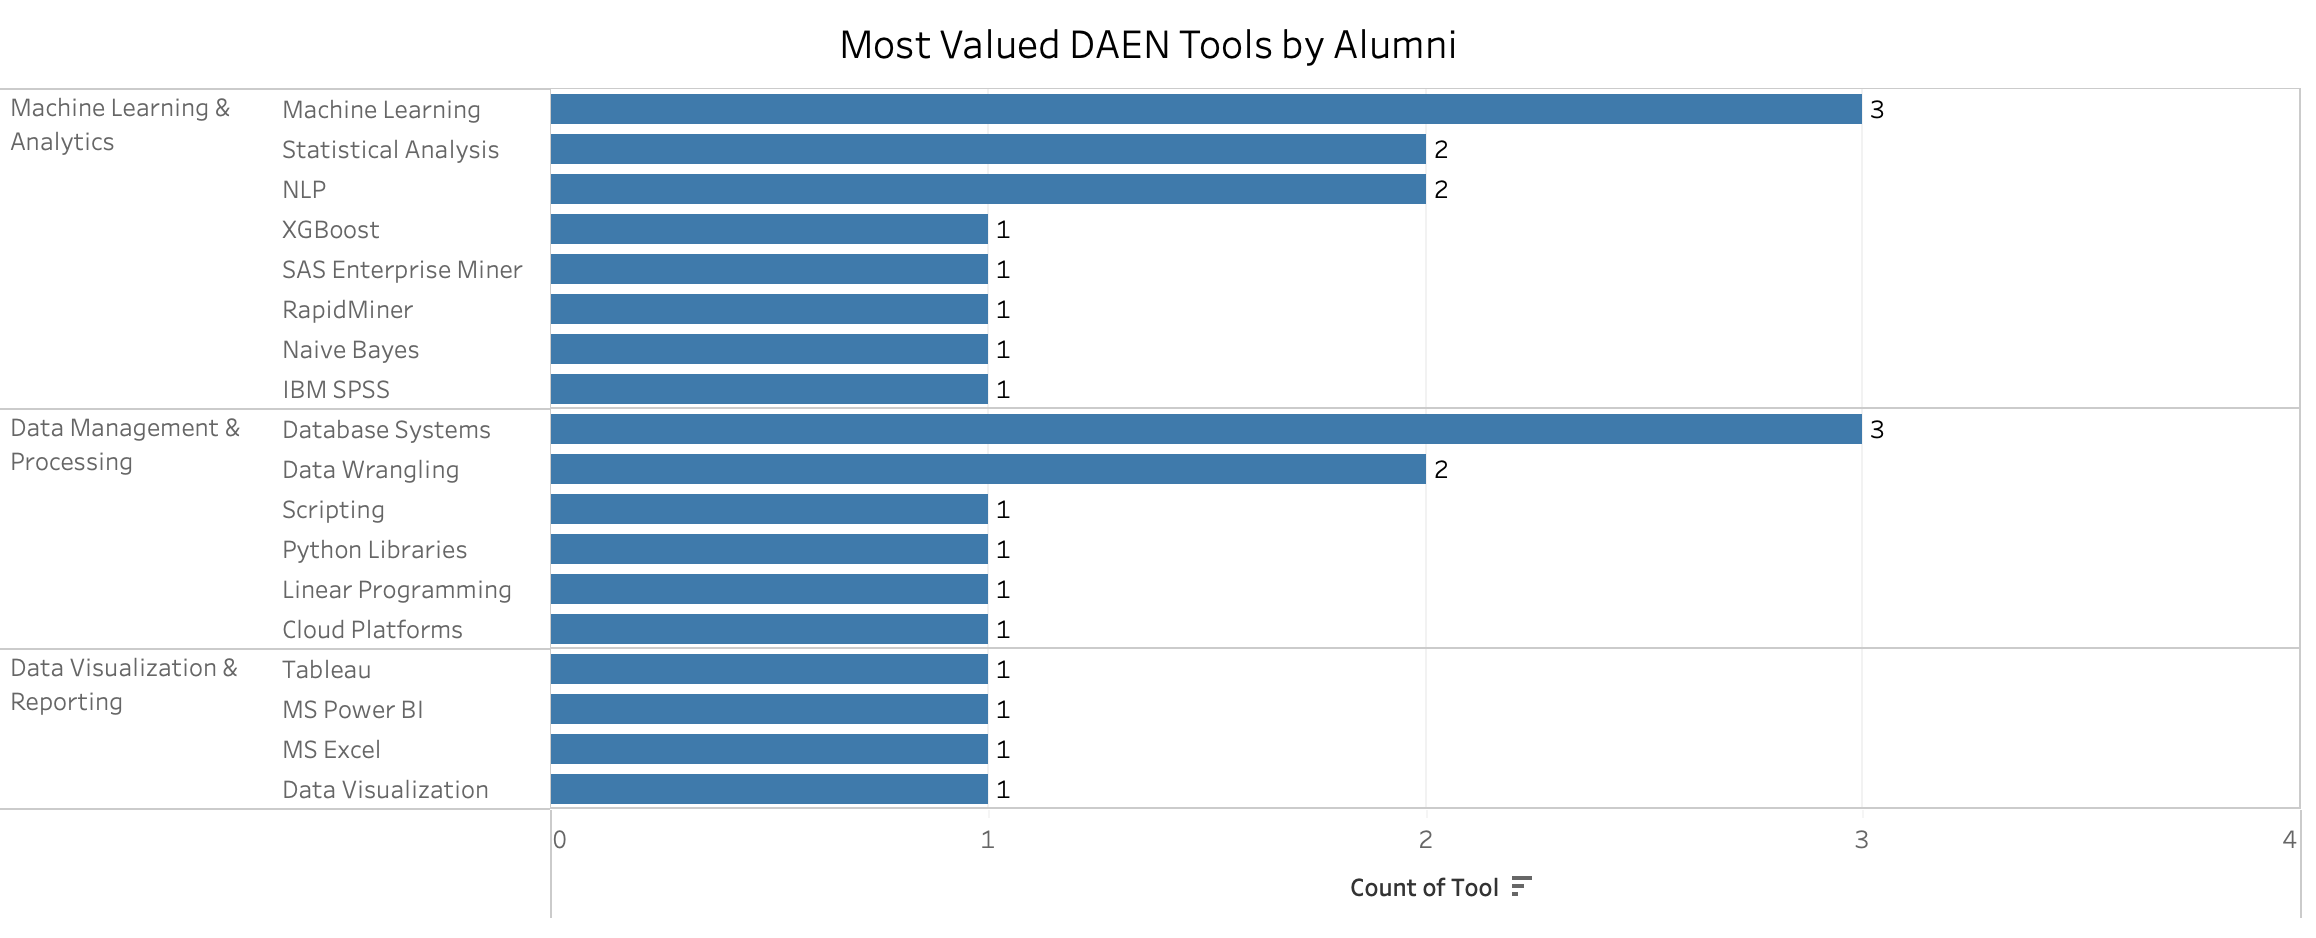 Most Valued DAEN Tools by Alumni
Machine Learning &
Analytics
Machine Learning 3
Statistical Analysis 2
NLP 2
XGBoost 1
SAS Enterprise Miner 1
RapidMiner 1
Naive Bayes 1
IBM SPSS 1
Data Management &
Processing
Database Systems 3
Data Wrangling 2
Scripting 1
Python Libraries 1
Linear Programming 1
Cloud Platforms 1
Data Visualization &
Reporting
Tableau 1
MS Power BI 1
MS Excel 1
Data Visualization 1
0 1 2 3 4
Count of Tool